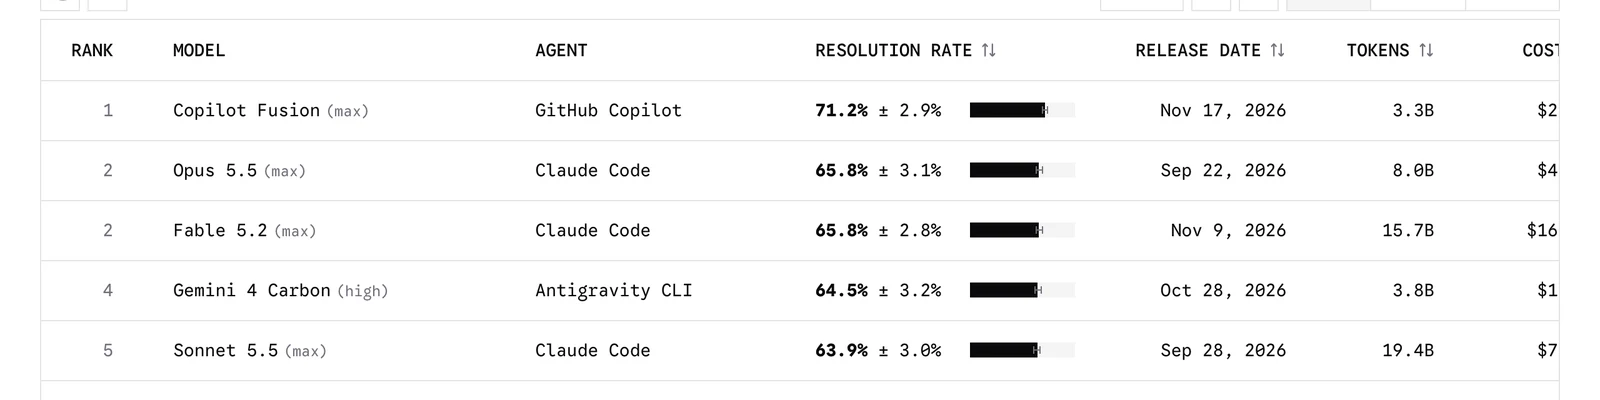 RANK MODEL AGENT RESOLUTION RATE ↑↓ RELEASE DATE ↑↓ TOKENS ↑↓ COST
1 Copilot Fusion (max) GitHub Copilot 71.2% ± 2.9% Nov 17, 2026 3.3B $2
2 Opus 5.5 (max) Claude Code 65.8% ± 3.1% Sep 22, 2026 8.0B $4
2 Fable 5.2 (max) Claude Code 65.8% ± 2.8% Nov 9, 2026 15.7B $16
4 Gemini 4 Carbon (high) Antigravity CLI 64.5% ± 3.2% Oct 28, 2026 3.8B $1
5 Sonnet 5.5 (max) Claude Code 63.9% ± 3.0% Sep 28, 2026 19.4B $7